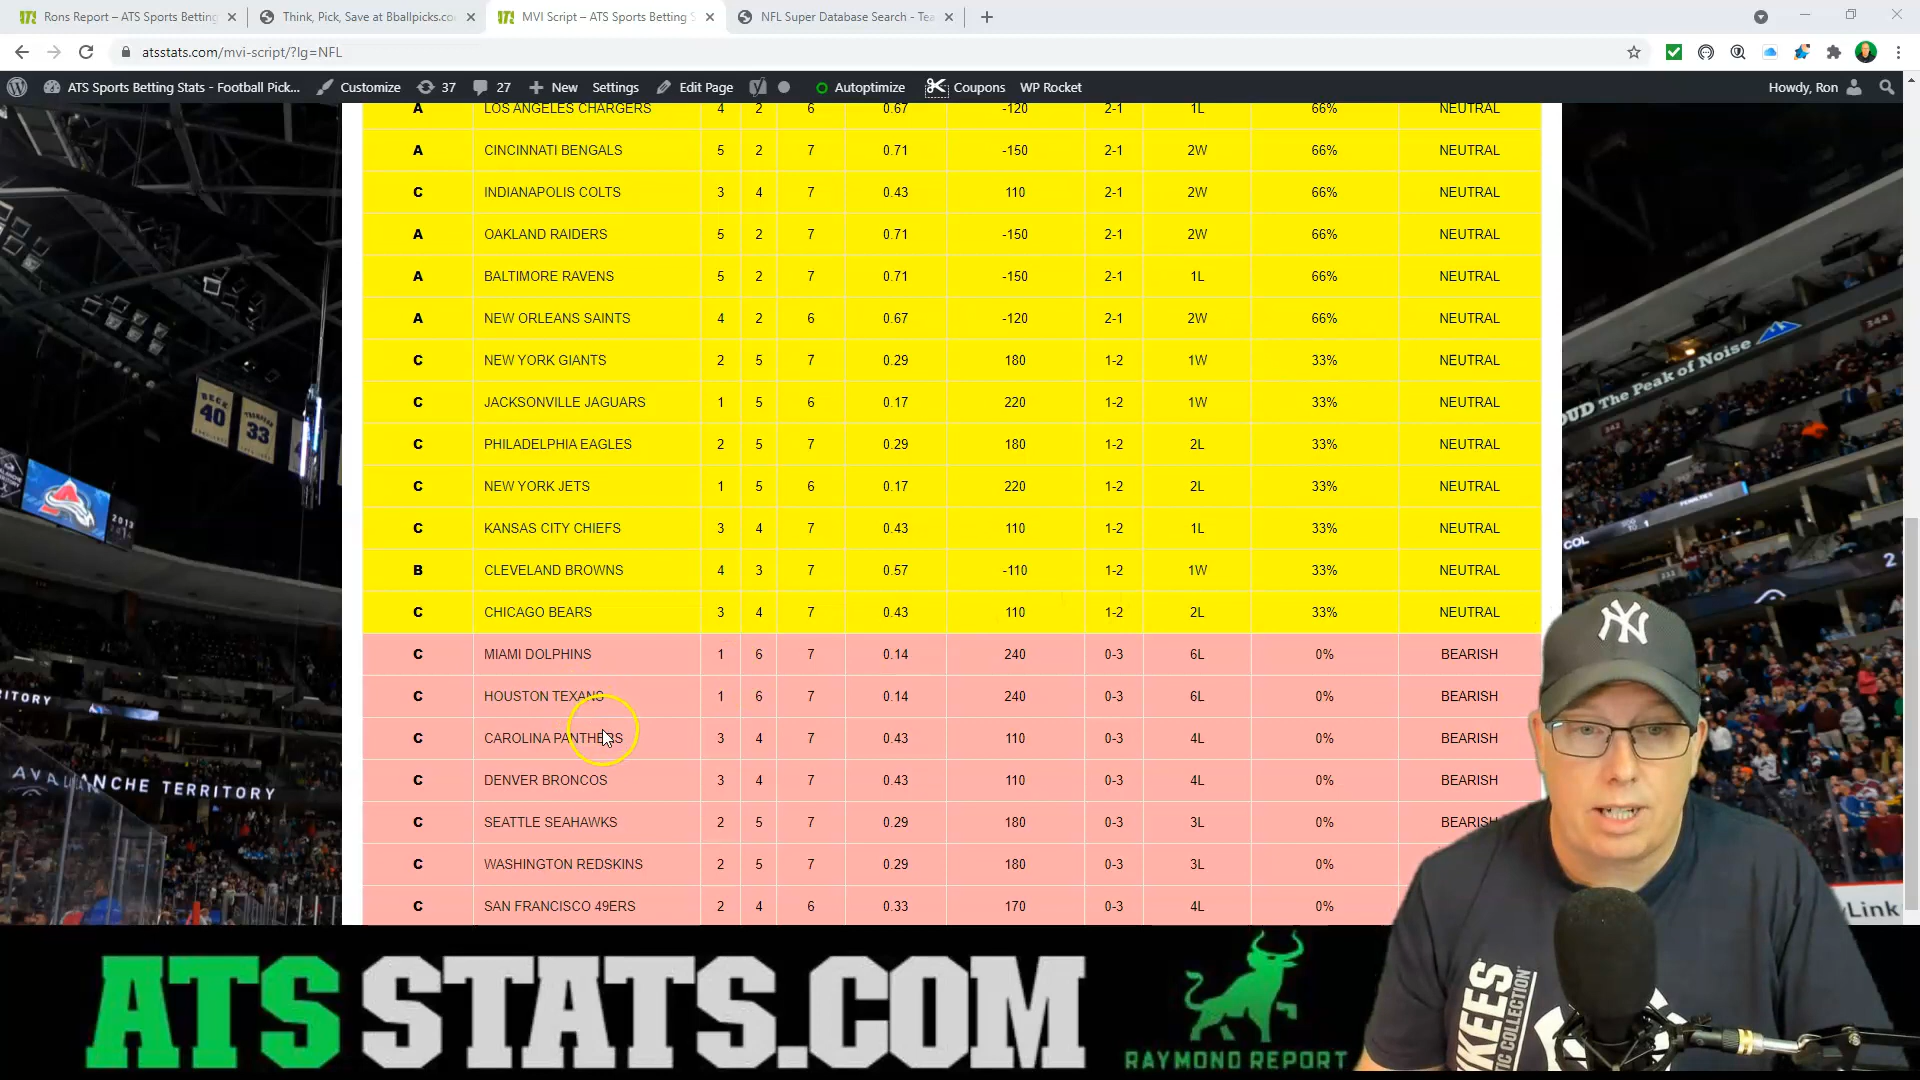 Rons Report – ATS Sports Betting
Think, Pick, Save at Bballpicks.co
MVI Script – ATS Sports Betting S
NFL Super Database Search - Tea
atsstats.com/mvi-script/?lg=NFL
ATS Sports Betting Stats - Football Pick... Customize 37 27 New Settings Edit Page Autoptimize Coupons WP Rocket Howdy, Ron
A LOS ANGELES CHARGERS 4 2 6 0.67 -120 2-1 1L 66% NEUTRAL
A CINCINNATI BENGALS 5 2 7 0.71 -150 2-1 2W 66% NEUTRAL
C INDIANAPOLIS COLTS 3 4 7 0.43 110 2-1 2W 66% NEUTRAL
A OAKLAND RAIDERS 5 2 7 0.71 -150 2-1 2W 66% NEUTRAL
A BALTIMORE RAVENS 5 2 7 0.71 -150 2-1 1L 66% NEUTRAL
A NEW ORLEANS SAINTS 4 2 6 0.67 -120 2-1 2W 66% NEUTRAL
C NEW YORK GIANTS 2 5 7 0.29 180 1-2 1W 33% NEUTRAL
C JACKSONVILLE JAGUARS 1 5 6 0.17 220 1-2 1W 33% NEUTRAL
C PHILADELPHIA EAGLES 2 5 7 0.29 180 1-2 2L 33% NEUTRAL
C NEW YORK JETS 1 5 6 0.17 220 1-2 2L 33% NEUTRAL
C KANSAS CITY CHIEFS 3 4 7 0.43 110 1-2 1L 33% NEUTRAL
B CLEVELAND BROWNS 4 3 7 0.57 -110 1-2 1W 33% NEUTRAL
C CHICAGO BEARS 3 4 7 0.43 110 1-2 2L 33% NEUTRAL
C MIAMI DOLPHINS 1 6 7 0.14 240 0-3 6L 0% BEARISH
C HOUSTON TEXANS 1 6 7 0.14 240 0-3 6L 0% BEARISH
C CAROLINA PANTHERS 3 4 7 0.43 110 0-3 4L 0% BEARISH
C DENVER BRONCOS 3 4 7 0.43 110 0-3 4L 0% BEARISH
C SEATTLE SEAHAWKS 2 5 7 0.29 180 0-3 3L 0% BEARISH
C WASHINGTON REDSKINS 2 5 7 0.29 180 0-3 3L 0%
C SAN FRANCISCO 49ERS 2 4 6 0.33 170 0-3 4L 0%
BECK
40
33
2013
RITORY
AVALANCHE TERRITORY
344
342
OUD The Peak of Noise
COL
2
Link
NY
KEES
TIC COLLECTION
ATS STATS.COM
RAYMOND REPORT